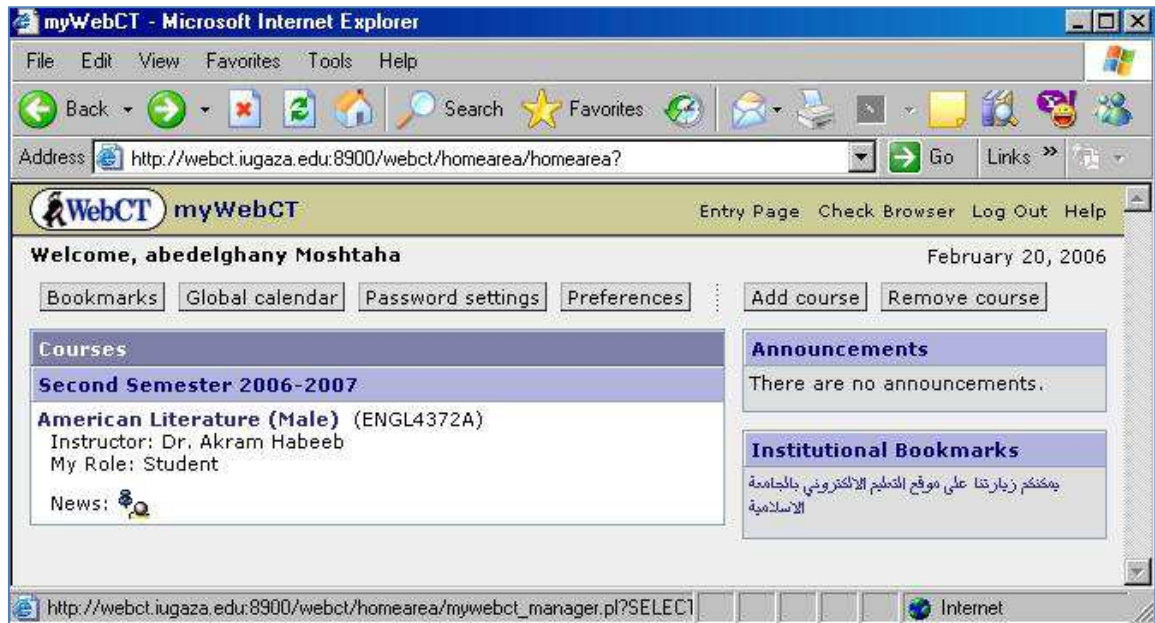 myWebCT - Microsoft Internet Explorer
File Edit View Favorites Tools Help
Back Search Favorites
Address http://webct.iugaza.edu:8900/webct/homearea/homearea? Go Links »
WebCT myWebCT Entry Page Check Browser Log Out Help
Welcome, abedelghany Moshtaha February 20, 2006
Bookmarks Global calendar Password settings Preferences Add course Remove course
Courses
Second Semester 2006-2007
American Literature (Male) (ENGL4372A)
Instructor: Dr. Akram Habeeb
My Role: Student
News:
Announcements
There are no announcements.
Institutional Bookmarks
يمكنكم زيارتنا على موقع التعليم الالكتروني بالجامعة
الاسلامية
http://webct.iugaza.edu:8900/webct/homearea/mywebct_manager.pl?SELECT Internet